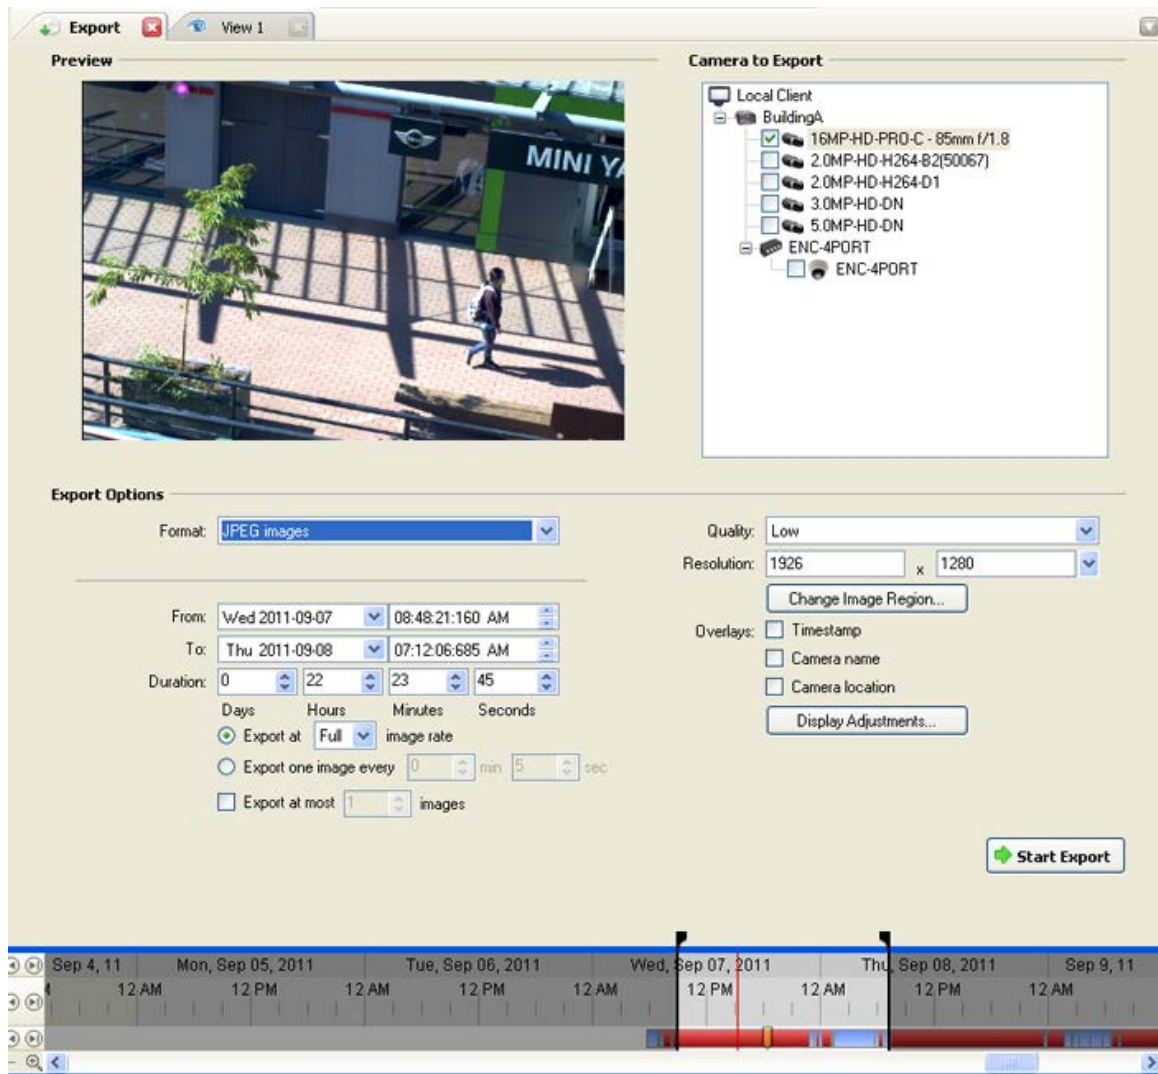 Export View 1
Preview
MINI YA
Camera to Export
Local Client
BuildingA
16MP-HD-PRO-C - 85mm f/1.8
2.0MP-HD-H264-B2(50067)
2.0MP-HD-H264-D1
3.0MP-HD-DN
5.0MP-HD-DN
ENC-4PORT
ENC-4PORT
Export Options
Format: JPEG images
From: Wed 2011-09-07 08:48:21:160 AM
To: Thu 2011-09-08 07:12:06:685 AM
Duration: 0 22 23 45
Days Hours Minutes Seconds
Export at Full image rate
Export one image every 0 min 5 sec
Export at most 1 images
Quality: Low
Resolution: 1926 x 1280
Change Image Region...
Overlays: Timestamp
Camera name
Camera location
Display Adjustments...
Start Export
Sep 4, 11 Mon, Sep 05, 2011 Tue, Sep 06, 2011 Wed, Sep 07, 2011 Thu, Sep 08, 2011 Sep 9, 11
12 AM 12 PM 12 AM 12 PM 12 AM 12 PM 12 AM 12 PM 12 AM